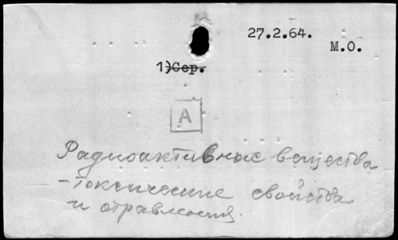 27.2.64.
М.О.
1)Сер.
А
Радиоактивные вещества
- токсические свойства
и отравления.